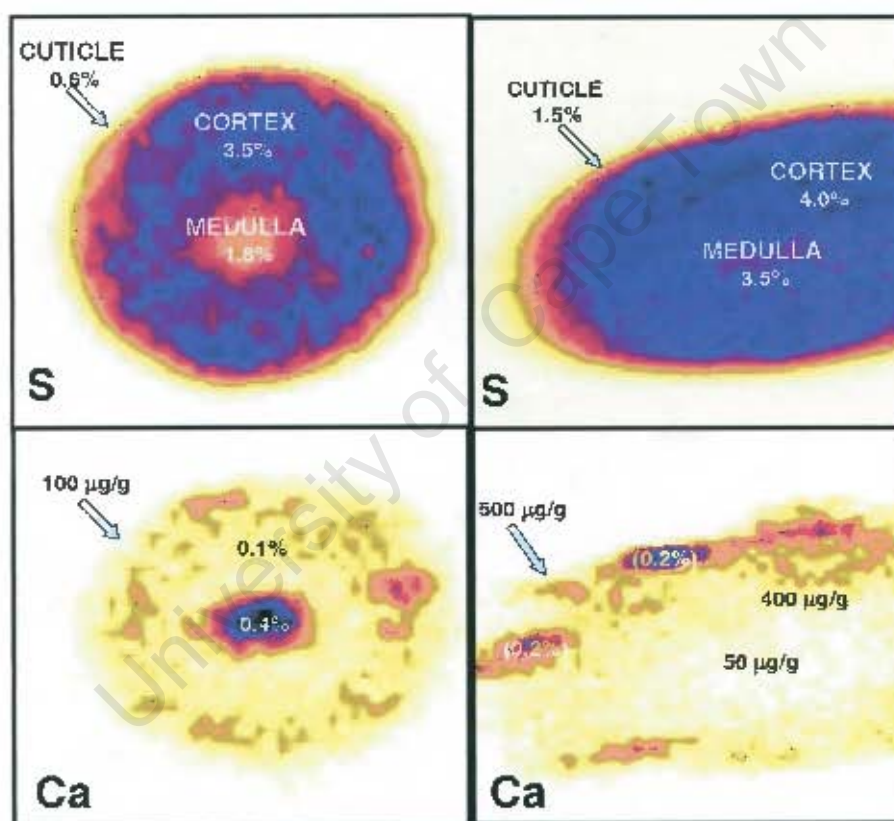 CUTICLE
0.6%
CORTEX
3.5%
MEDULLA
1.8%
S
CUTICLE
1.5%
CORTEX
4.0%
MEDULLA
3.5%
S
100 µg/g
0.1%
0.4%
Ca
500 µg/g
(0.2%)
400 µg/g
(0.2%)
50 µg/g
Ca
University of Cape Town